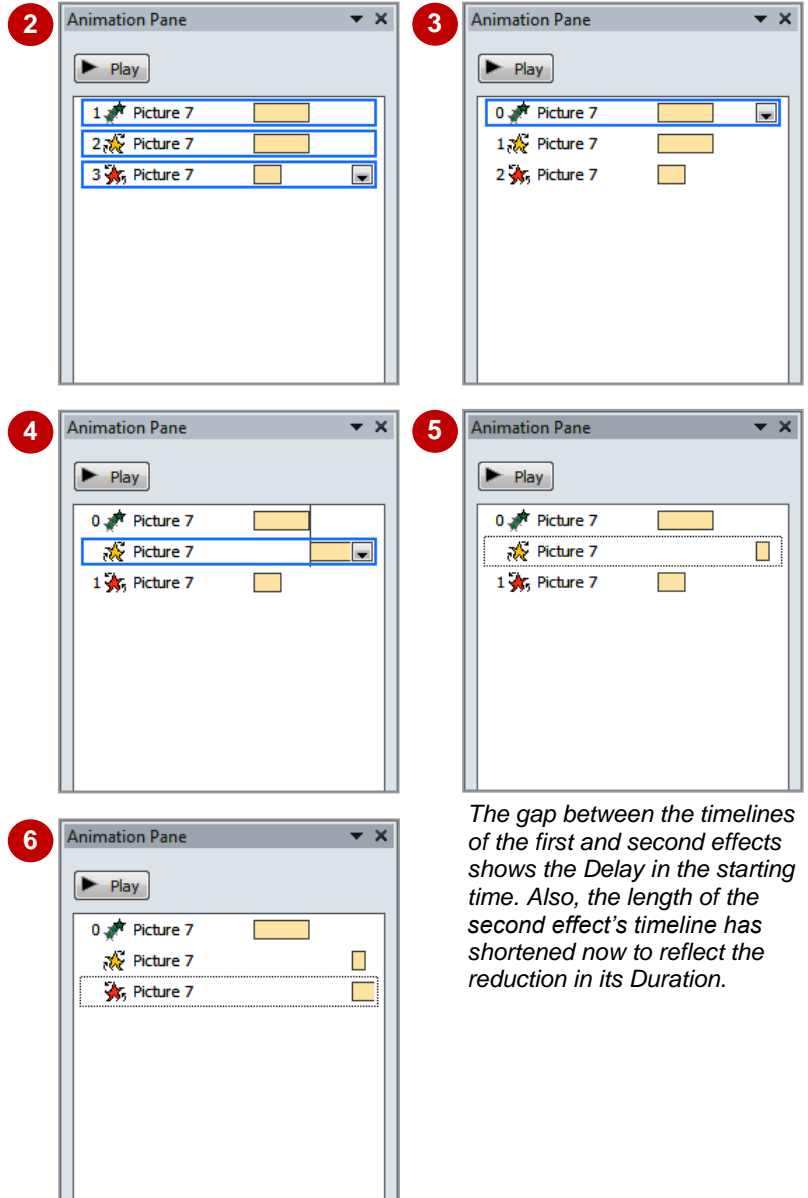 2
Animation Pane
Play
1 Picture 7
2 Picture 7
3 Picture 7
3
Animation Pane
Play
0 Picture 7
1 Picture 7
2 Picture 7
4
Animation Pane
Play
0 Picture 7
Picture 7
1 Picture 7
5
Animation Pane
Play
0 Picture 7
Picture 7
1 Picture 7
The gap between the timelines
of the first and second effects
shows the Delay in the starting
time. Also, the length of the
second effect’s timeline has
shortened now to reflect the
reduction in its Duration.
6
Animation Pane
Play
0 Picture 7
Picture 7
Picture 7